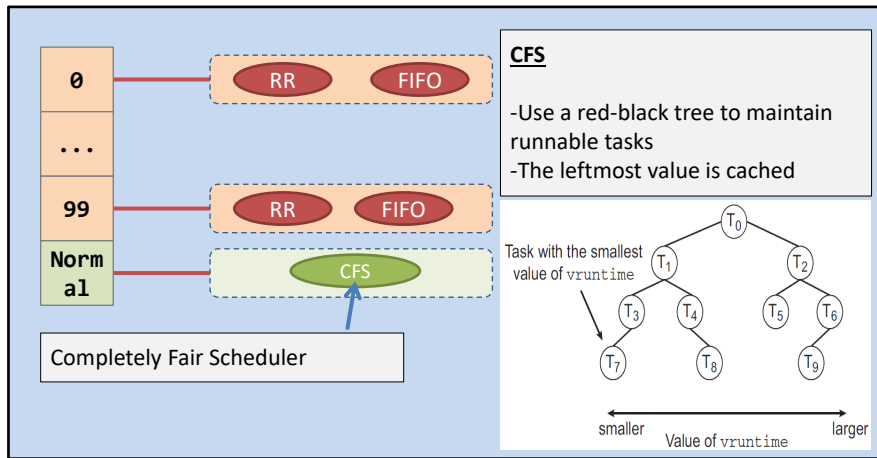 0
RR
FIFO
...
99
RR
FIFO
Norm
al
CFS
Completely Fair Scheduler
CFS
-Use a red-black tree to maintain
runnable tasks
-The leftmost value is cached
T0
Task with the smallest
value of vruntime
T1
T2
T3
T4
T5
T6
T7
T8
T9
smaller
larger
Value of vruntime